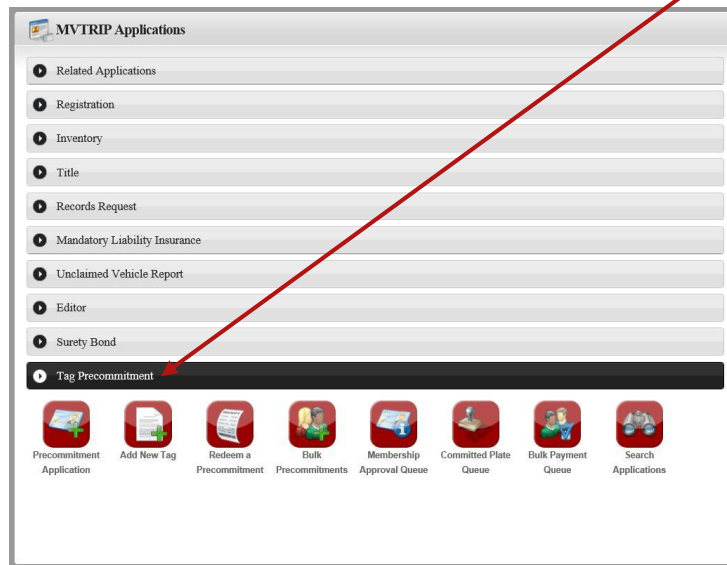 MVTRIP Applications
Related Applications
Registration
Inventory
Title
Records Request
Mandatory Liability Insurance
Unclaimed Vehicle Report
Editor
Surety Bond
Tag Precommitment
Precommitment Application
Add New Tag
Redeem a Precommitment
Bulk Precommitments
Membership Approval Queue
Committed Plate Queue
Bulk Payment Queue
Search Applications